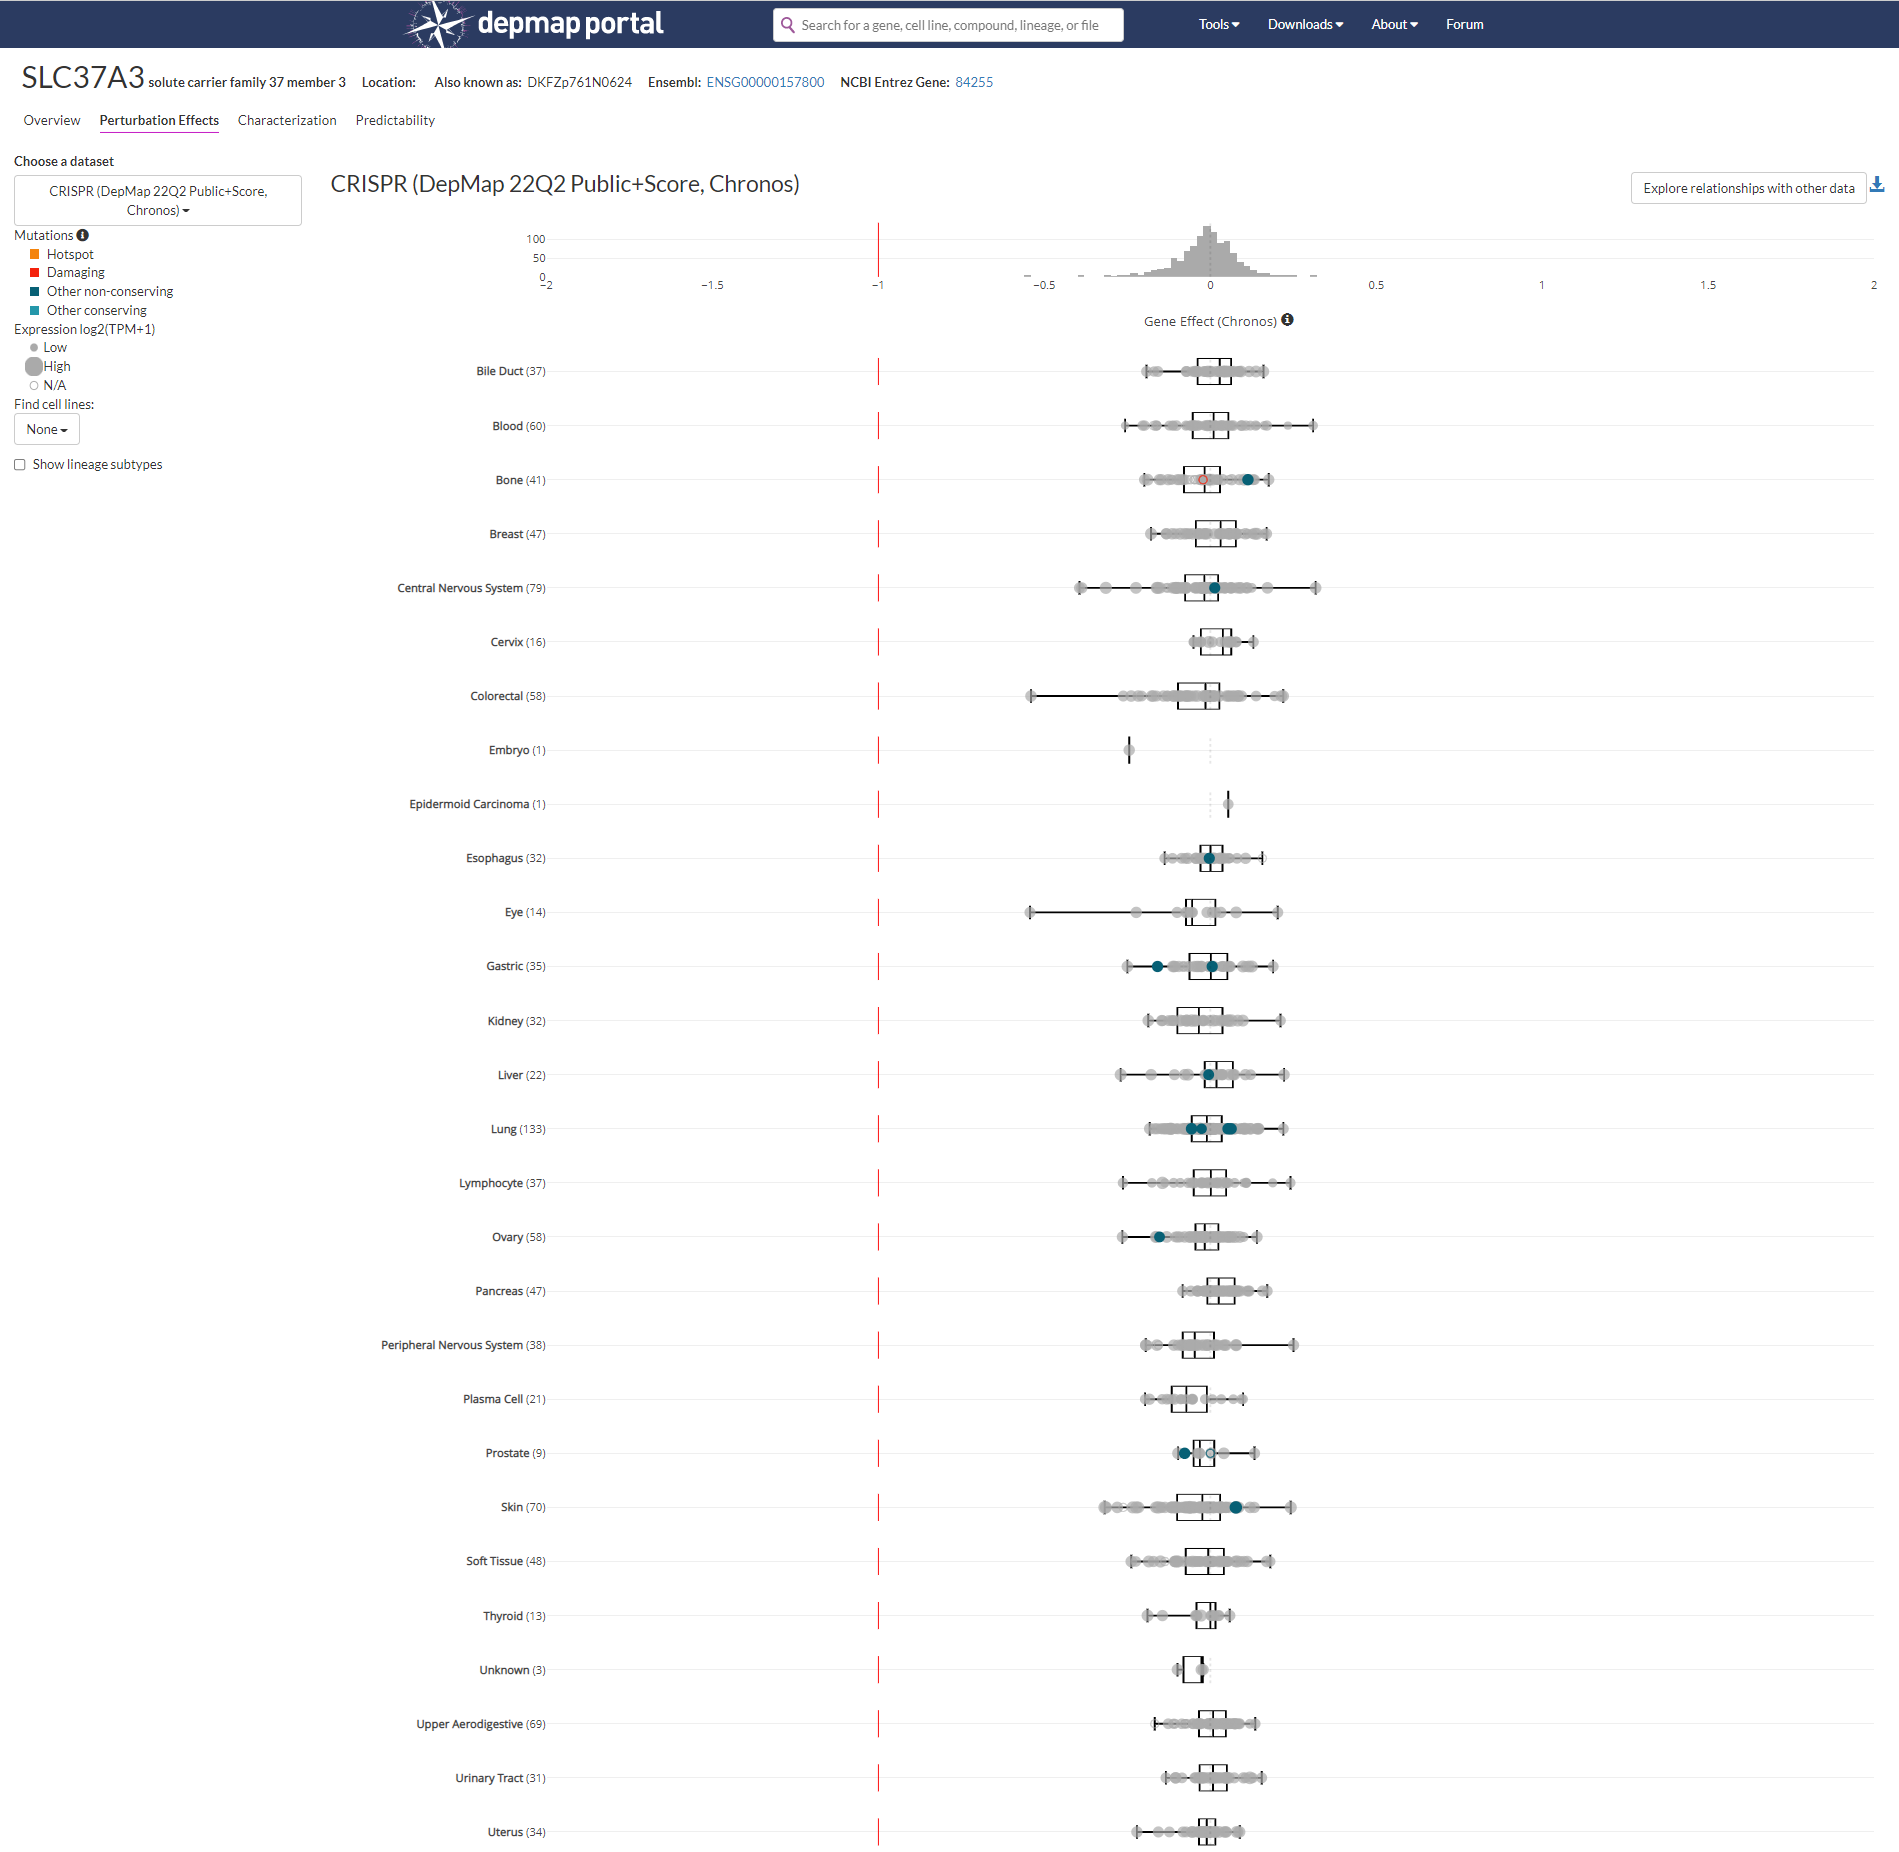 depmap portal
Search for a gene, cell line, compound, lineage, or file
Tools Downloads About Forum
SLC37A3 solute carrier family 37 member 3 Location: Also known as: DKFZp761N0624 Ensembl: ENSG00000157800 NCBI Entrez Gene: 84255
Overview Perturbation Effects Characterization Predictability
Choose a dataset
CRISPR (DepMap 22Q2 Public+Score,
Chronos)
Mutations
Hotspot
Damaging
Other non-conserving
Other conserving
Expression log2(TPM+1)
Low
High
N/A
Find cell lines:
None
Show lineage subtypes
CRISPR (DepMap 22Q2 Public+Score, Chronos)
Explore relationships with other data
100
50
0
−2 −1.5 −1 −0.5 0 0.5 1 1.5 2
Gene Effect (Chronos)
Bile Duct (37)
Blood (60)
Bone (41)
Breast (47)
Central Nervous System (79)
Cervix (16)
Colorectal (58)
Embryo (1)
Epidermoid Carcinoma (1)
Esophagus (32)
Eye (14)
Gastric (35)
Kidney (32)
Liver (22)
Lung (133)
Lymphocyte (37)
Ovary (58)
Pancreas (47)
Peripheral Nervous System (38)
Plasma Cell (21)
Prostate (9)
Skin (70)
Soft Tissue (48)
Thyroid (13)
Unknown (3)
Upper Aerodigestive (69)
Urinary Tract (31)
Uterus (34)